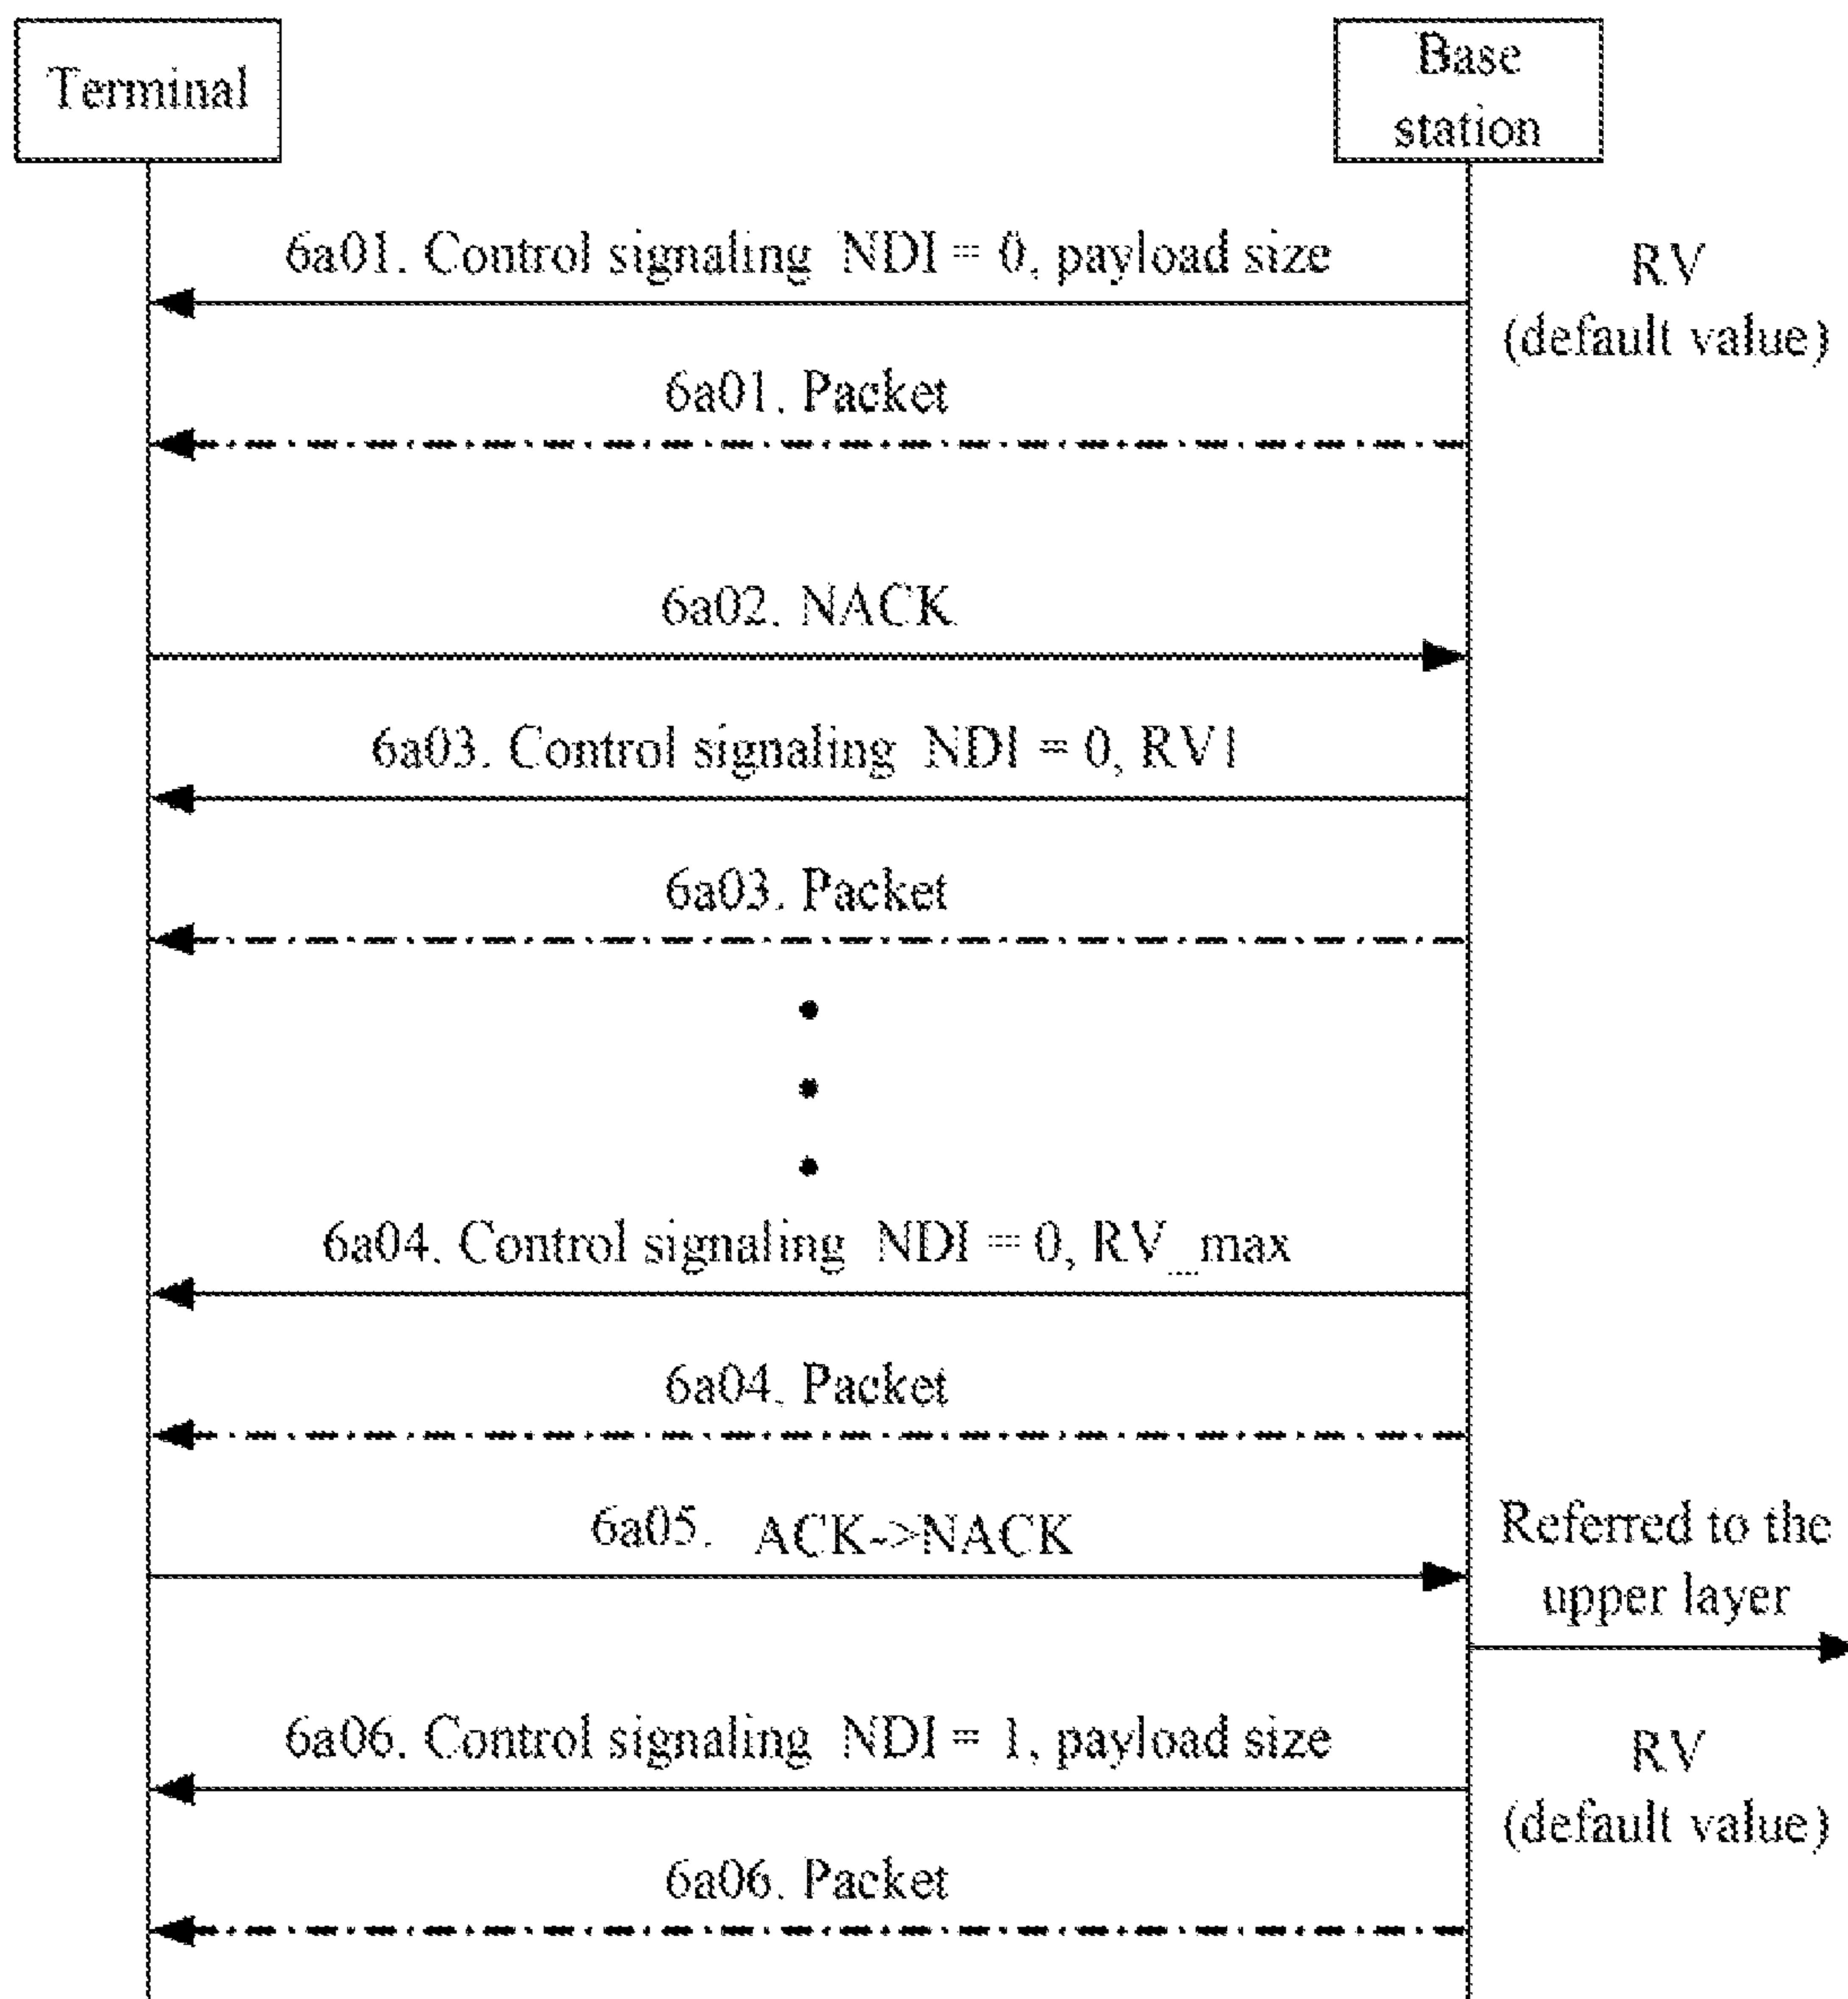 Terminal
Base
station
6a01. Control signaling NDI = 0, payload size
RV
(default value)
6a01. Packet
6a02. NACK
6a03. Control signaling NDI = 0, RV1
6a03. Packet
6a04. Control signaling NDI = 0, RV_max
6a04. Packet
6a05. ACK->NACK
Referred to the
upper layer
6a06. Control signaling NDI = 1, payload size
RV
(default value)
6a06. Packet